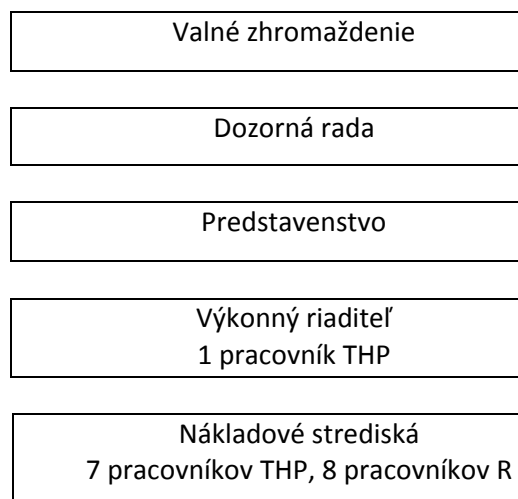 Valné zhromaždenie
Dozorná rada
Predstavenstvo
Výkonný riaditeľ
1 pracovník THP
Nákladové strediská
7 pracovníkov THP, 8 pracovníkov R